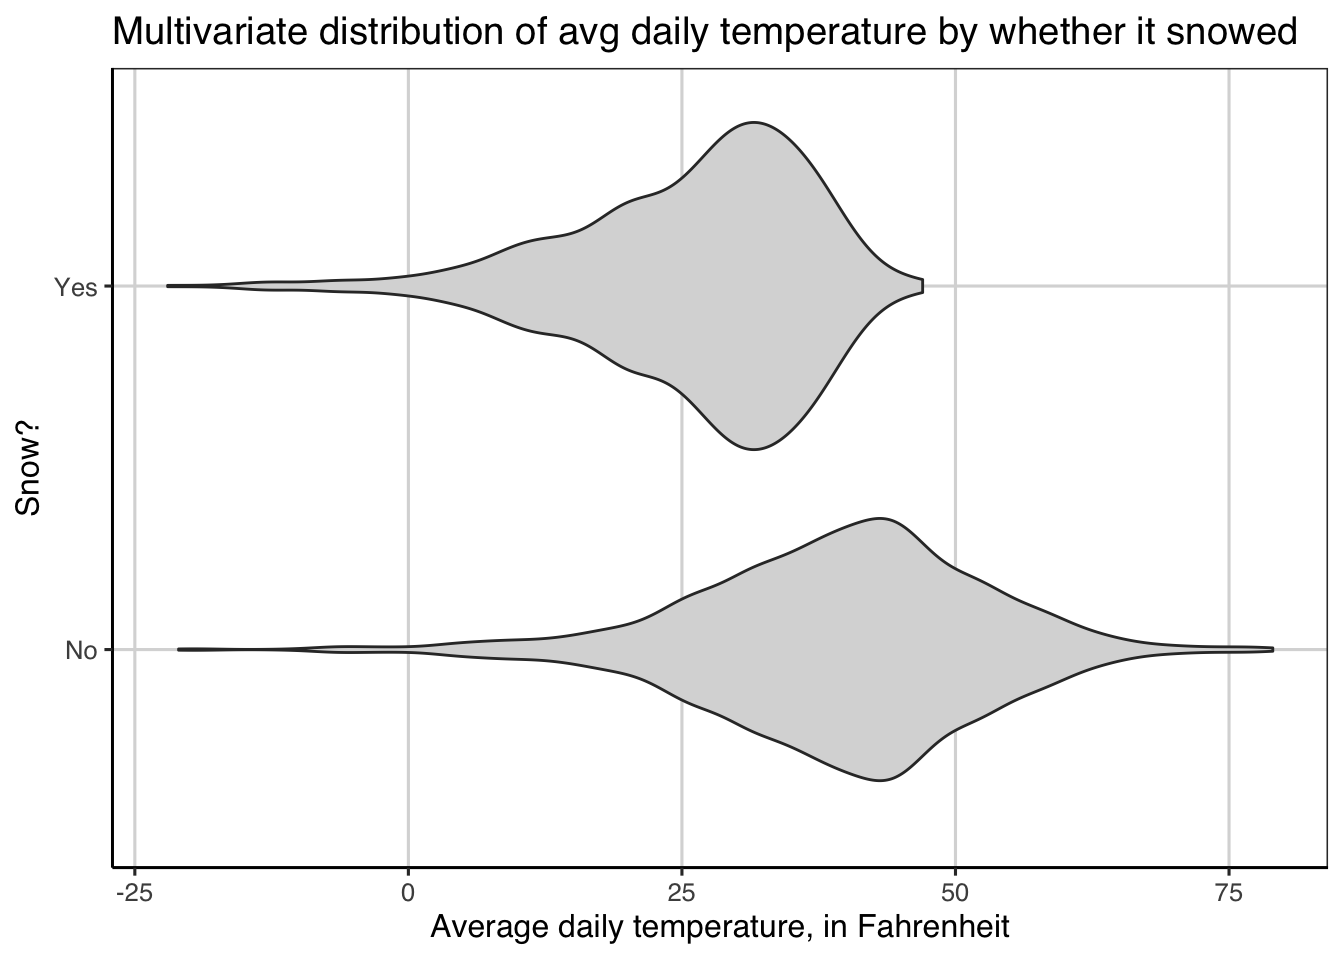 Multivariate distribution of avg daily temperature by whether it snowed
Snow?
Yes
No
-25 0 25 50 75
Average daily temperature, in Fahrenheit